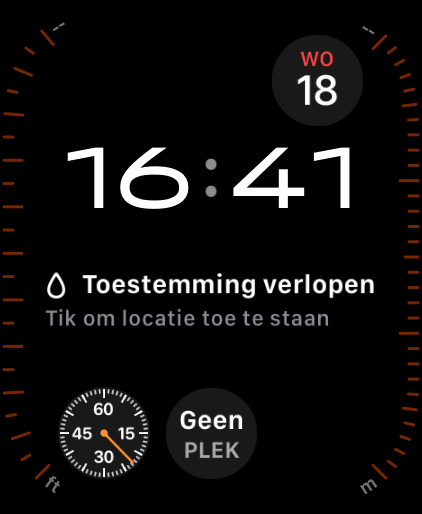 --
--
WO
18
16:41
Toestemming verlopen
Tik om locatie toe te staan
60
45 15
30
Geen
PLEK
ft
m